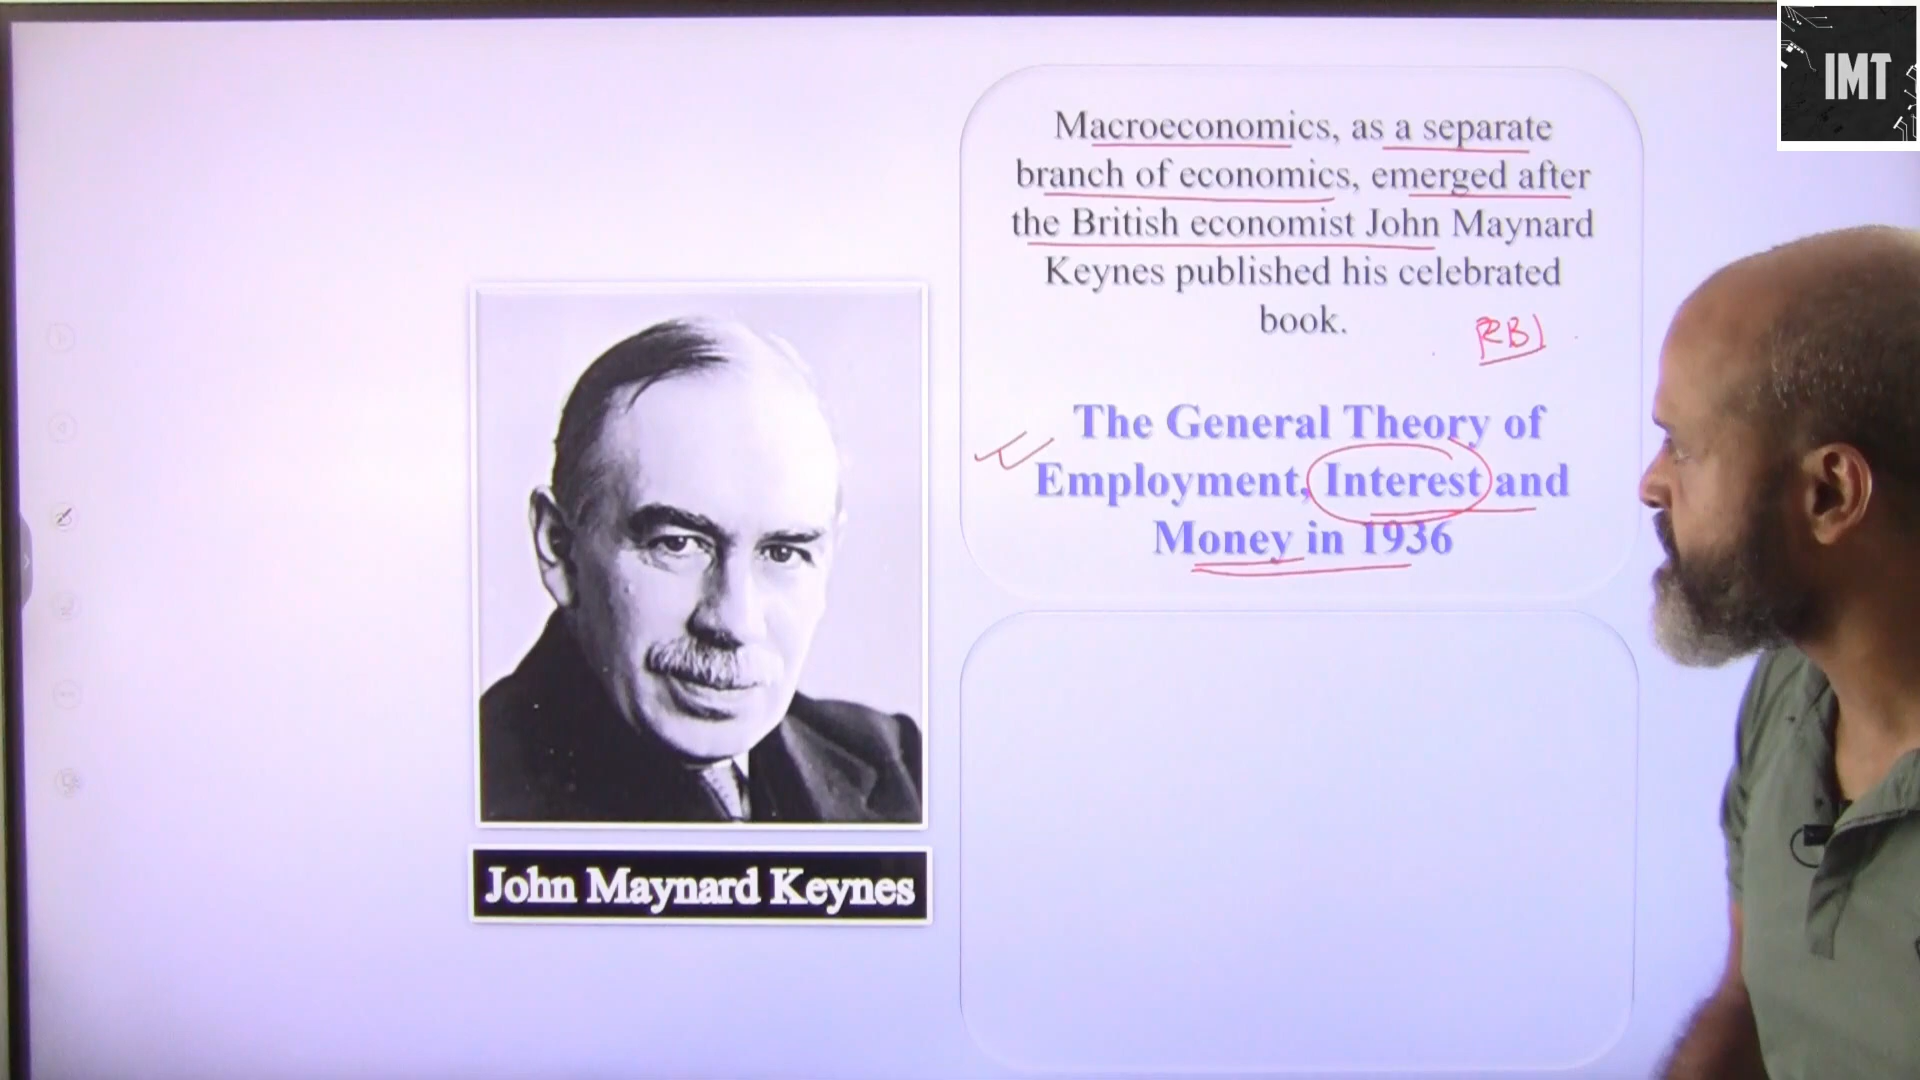 IMT
Macroeconomics, as a separate
branch of economics, emerged after
the British economist John Maynard
Keynes published his celebrated
book.
RBI
The General Theory of
Employment, Interest and
Money in 1936
John Maynard Keynes